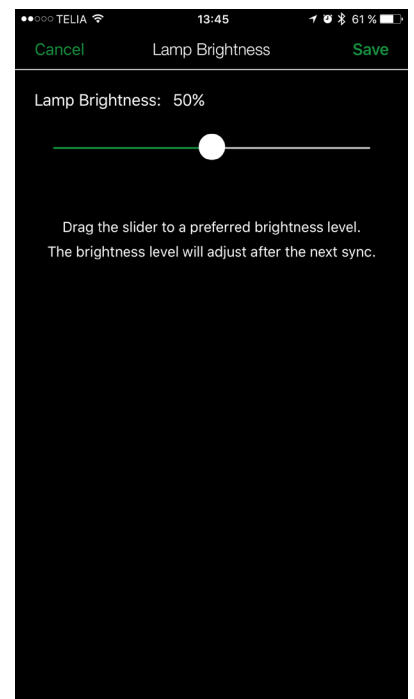 TELIA 13:45 61 %
Cancel Lamp Brightness Save
Lamp Brightness: 50%
Drag the slider to a preferred brightness level.
The brightness level will adjust after the next sync.